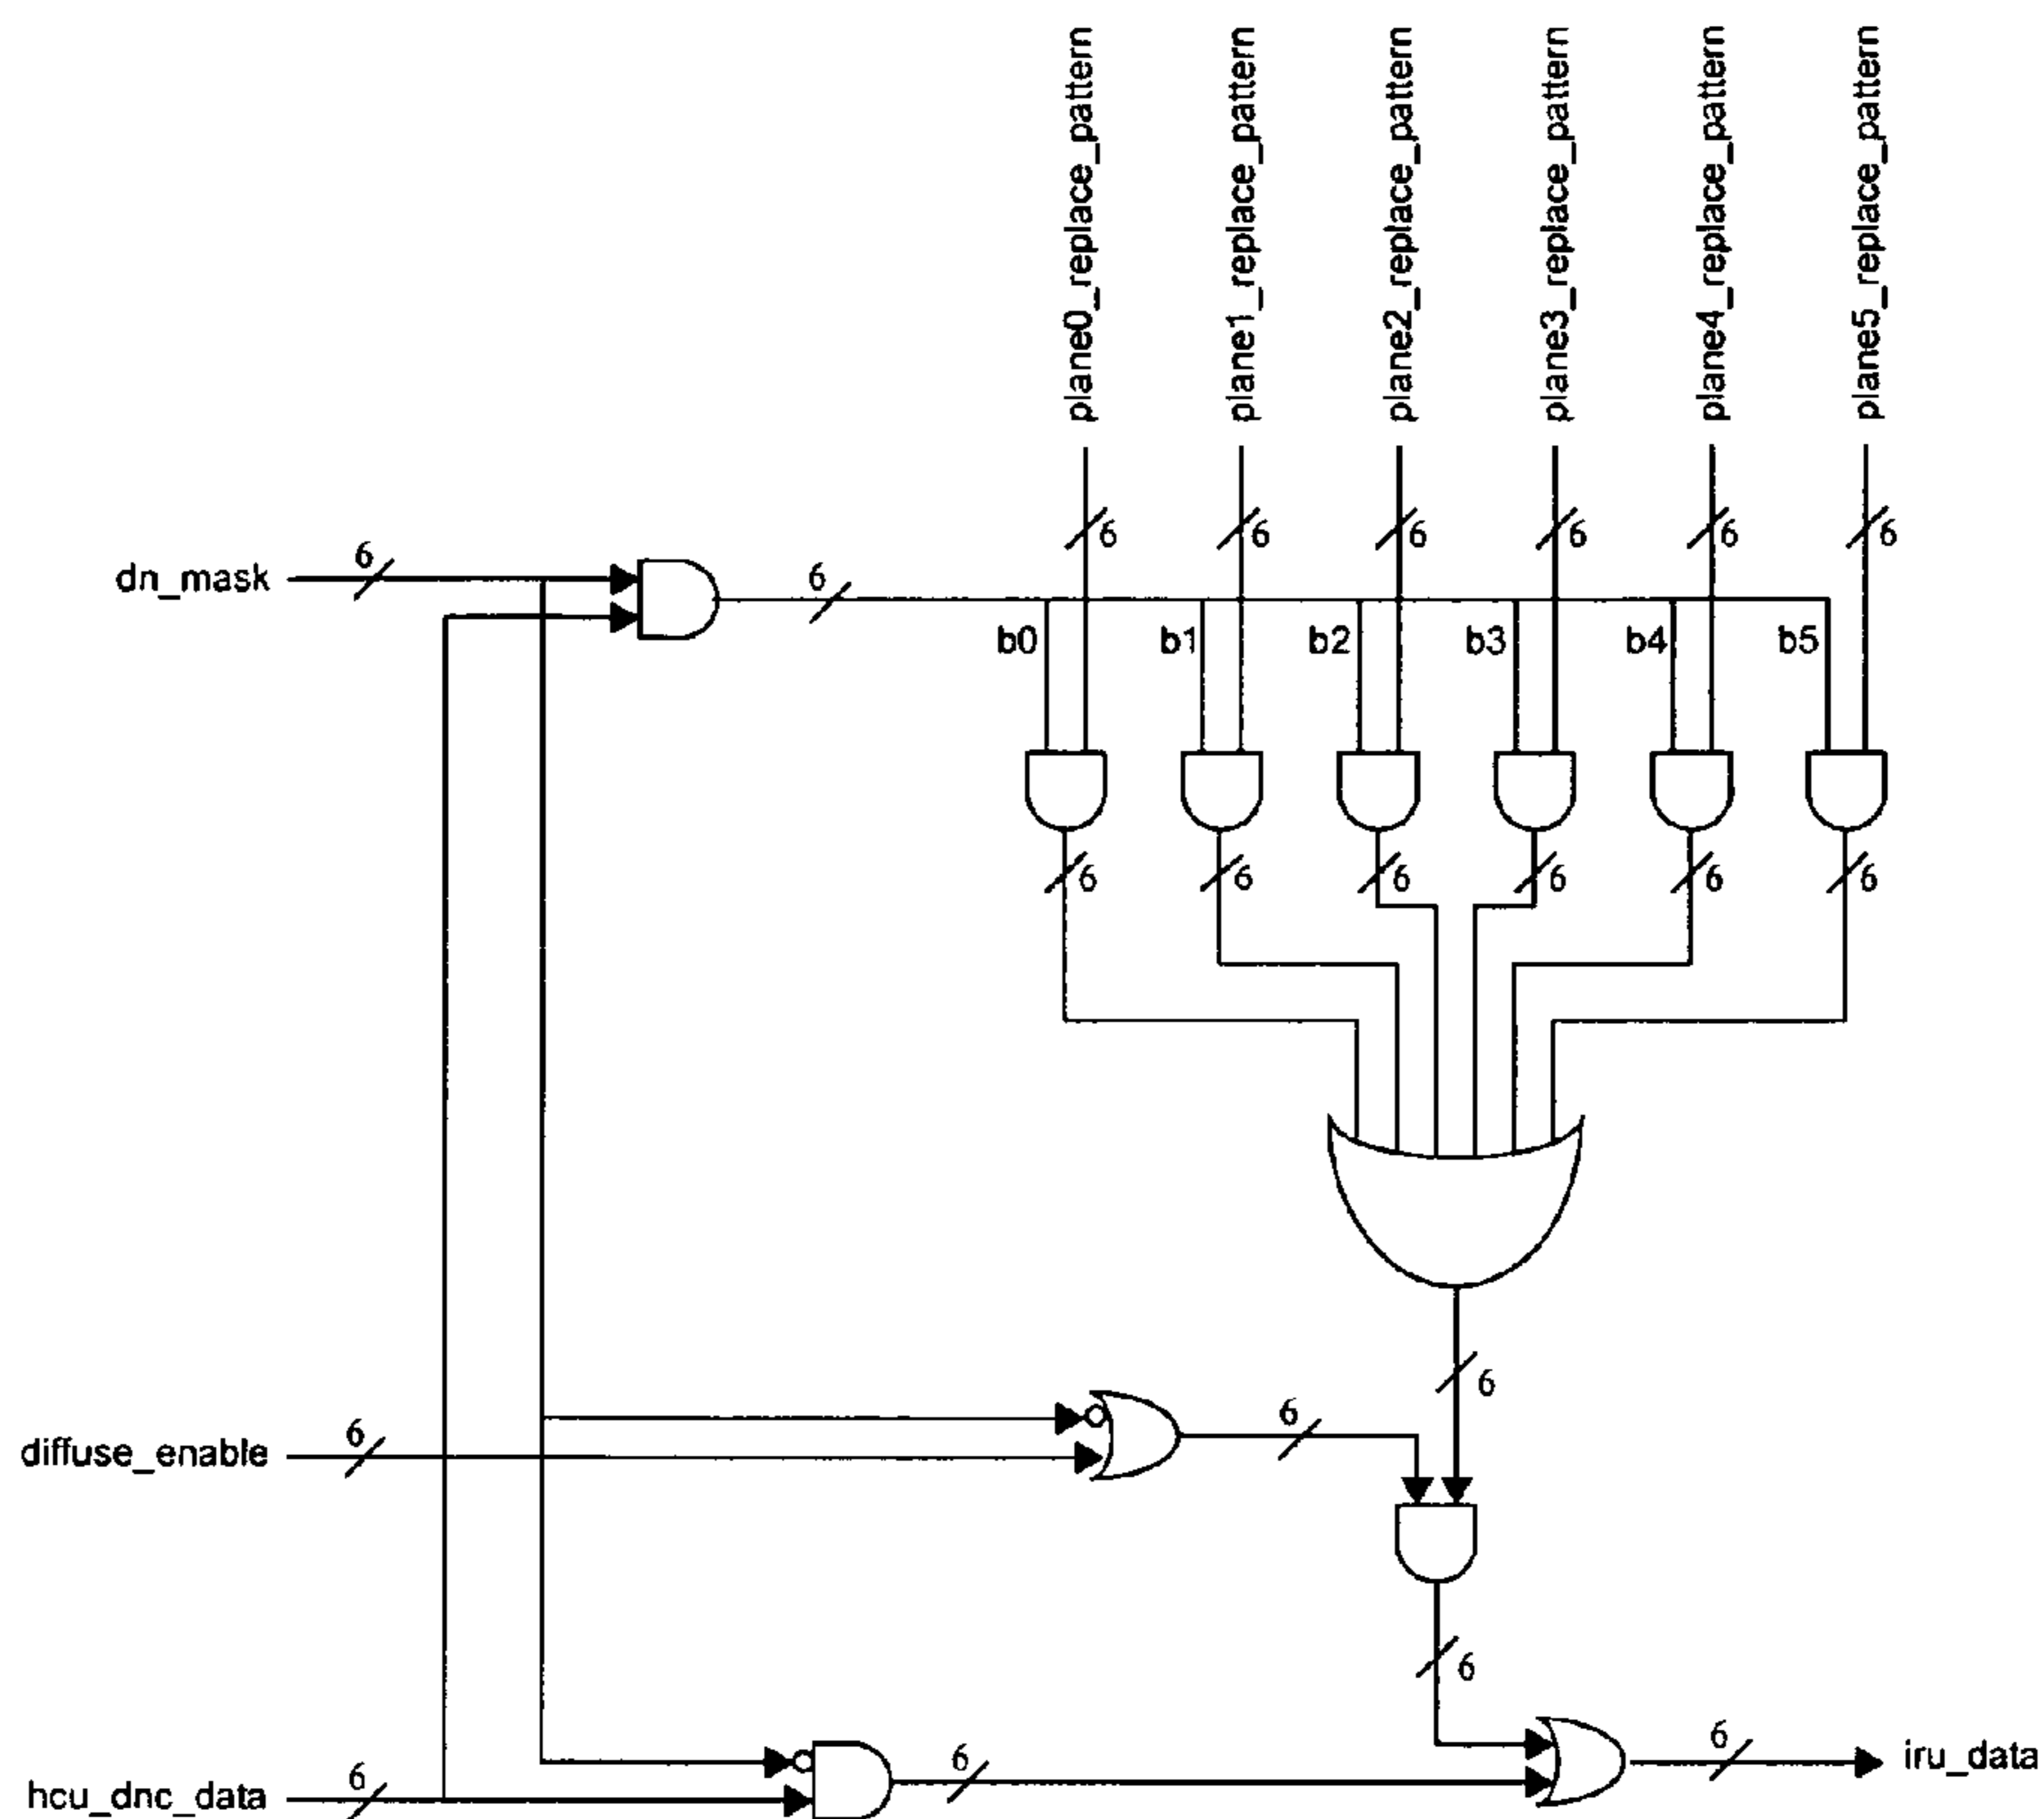 plane0_replace_pattern
plane1_replace_pattern
plane2_replace_pattern
plane3_replace_pattern
plane4_replace_pattern
plane5_replace_pattern
6
6
6
6
6
6
dn_mask
6
6
b0
b1
b2
b3
b4
b5
6
6
6
6
6
6
6
diffuse_enable
6
6
6
hcu_dnc_data
6
6
6
iru_data